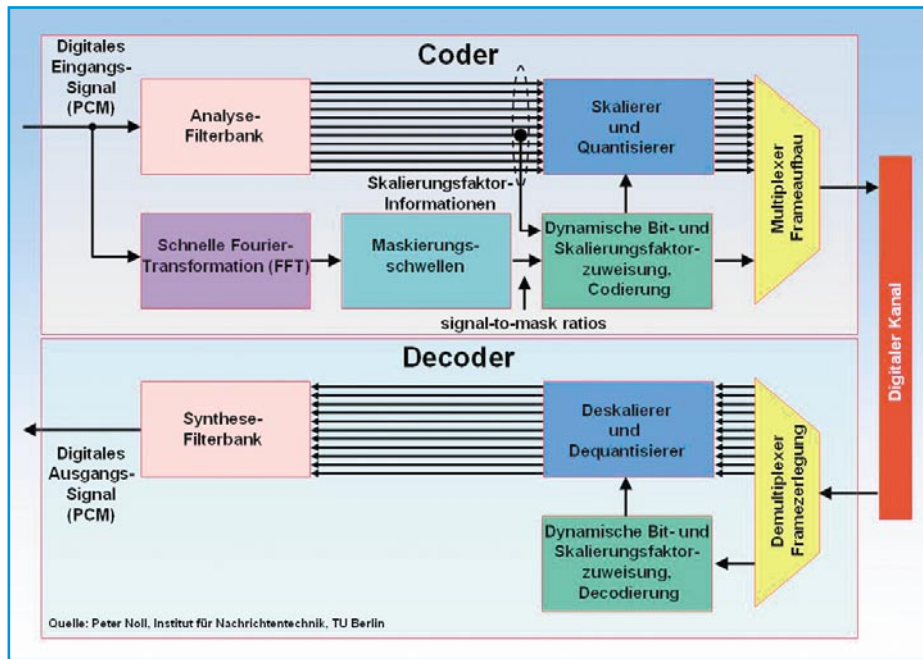 Coder
Digitales
Eingangs-
Signal
(PCM)
Analyse-
Filterbank
Skalierer
und
Quantisierer
Multiplexer
Frameaufbau
Skalierungsfaktor-
Informationen
Schnelle Fourier-
Transformation (FFT)
Maskierungs-
schwellen
Dynamische Bit- und
Skalierungsfaktor-
zuweisung,
Codierung
signal-to-mask ratios
Digitaler Kanal
Decoder
Synthese-
Filterbank
Deskalierer
und
Dequantisierer
Demultiplexer
Framezerlegung
Digitales
Ausgangs-
Signal
(PCM)
Dynamische Bit- und
Skalierungsfaktor-
zuweisung,
Decodierung
Quelle: Peter Noll, Institut für Nachrichtentechnik, TU Berlin